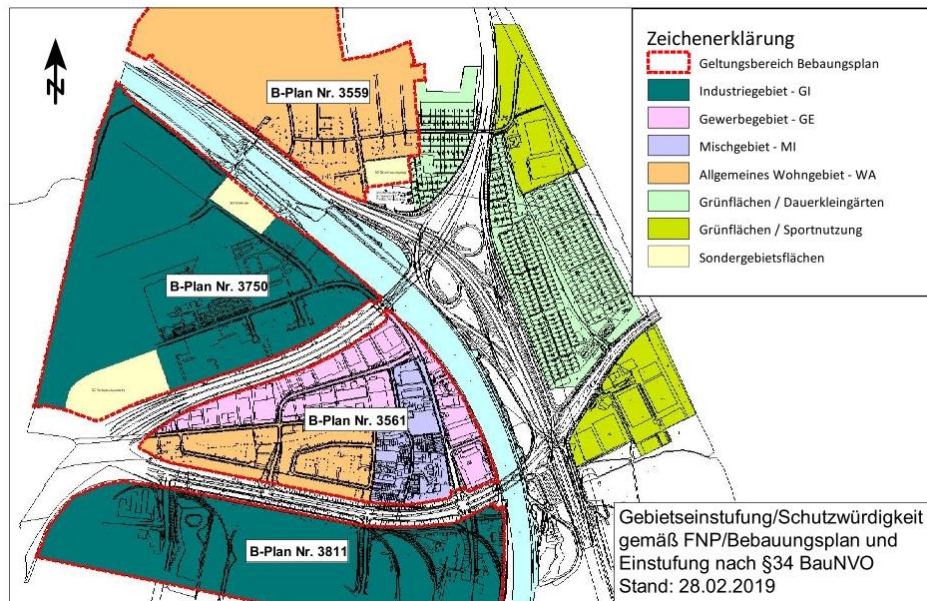 N
B-Plan Nr. 3559
B-Plan Nr. 3750
B-Plan Nr. 3561
B-Plan Nr. 3811
Zeichenerklärung
Geltungsbereich Bebaungsplan
Industriegebiet - GI
Gewerbegebiet - GE
Mischgebiet - MI
Allgemeines Wohngebiet - WA
Grünflächen / Dauerkleingärten
Grünflächen / Sportnutzung
Sondergebietsflächen
Gebietseinstufung/Schutzwürdigkeit
gemäß FNP/Bebauungsplan und
Einstufung nach §34 BauNVO
Stand: 28.02.2019